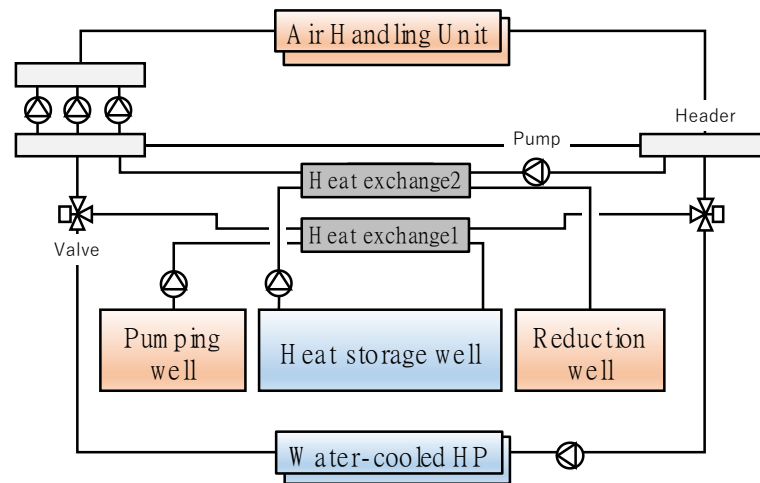 Air Handling Unit
Header
Pump
Heat exchange2
Heat exchange1
Valve
Pumping
well
Heat storage well
Reduction
well
Water-cooled HP